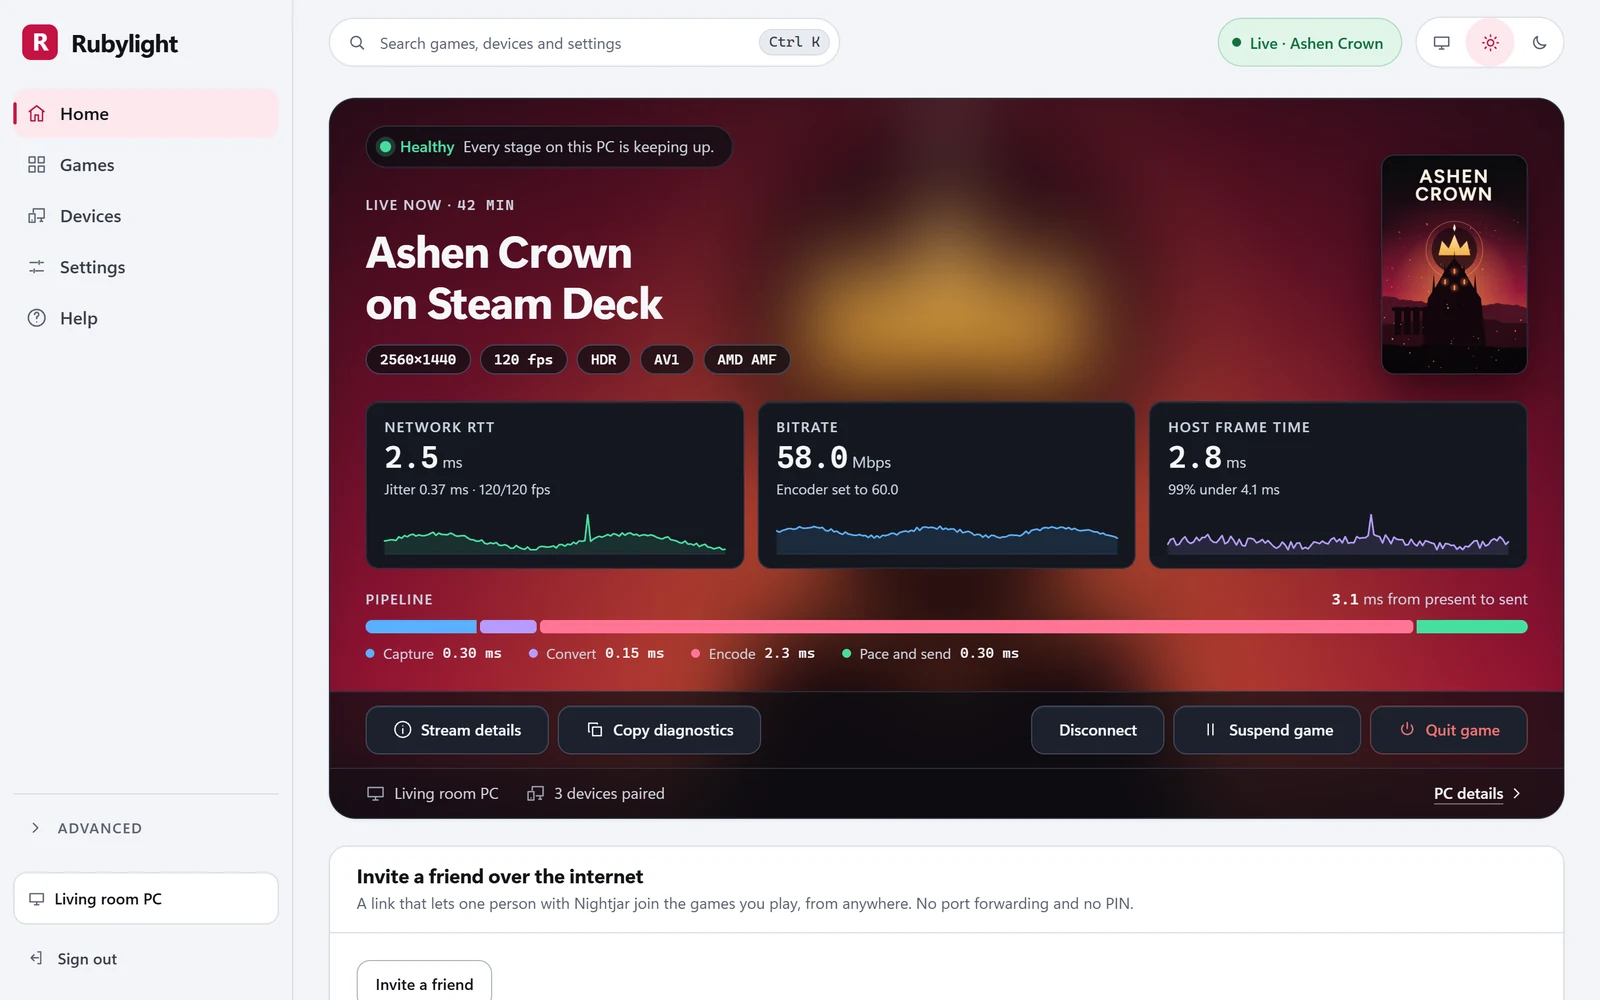 R Rubylight
Search games, devices and settings Ctrl K
Live · Ashen Crown
Home
Games
Devices
Settings
Help
ADVANCED
Living room PC
Sign out
Healthy Every stage on this PC is keeping up.
LIVE NOW · 42 MIN
Ashen Crown
on Steam Deck
2560×1440 120 fps HDR AV1 AMD AMF
ASHEN
CROWN
NETWORK RTT
2.5 ms
Jitter 0.37 ms · 120/120 fps
BITRATE
58.0 Mbps
Encoder set to 60.0
HOST FRAME TIME
2.8 ms
99% under 4.1 ms
PIPELINE
3.1 ms from present to sent
Capture 0.30 ms Convert 0.15 ms Encode 2.3 ms Pace and send 0.30 ms
Stream details Copy diagnostics Disconnect Suspend game Quit game
Living room PC 3 devices paired PC details
Invite a friend over the internet
A link that lets one person with Nightjar join the games you play, from anywhere. No port forwarding and no PIN.
Invite a friend